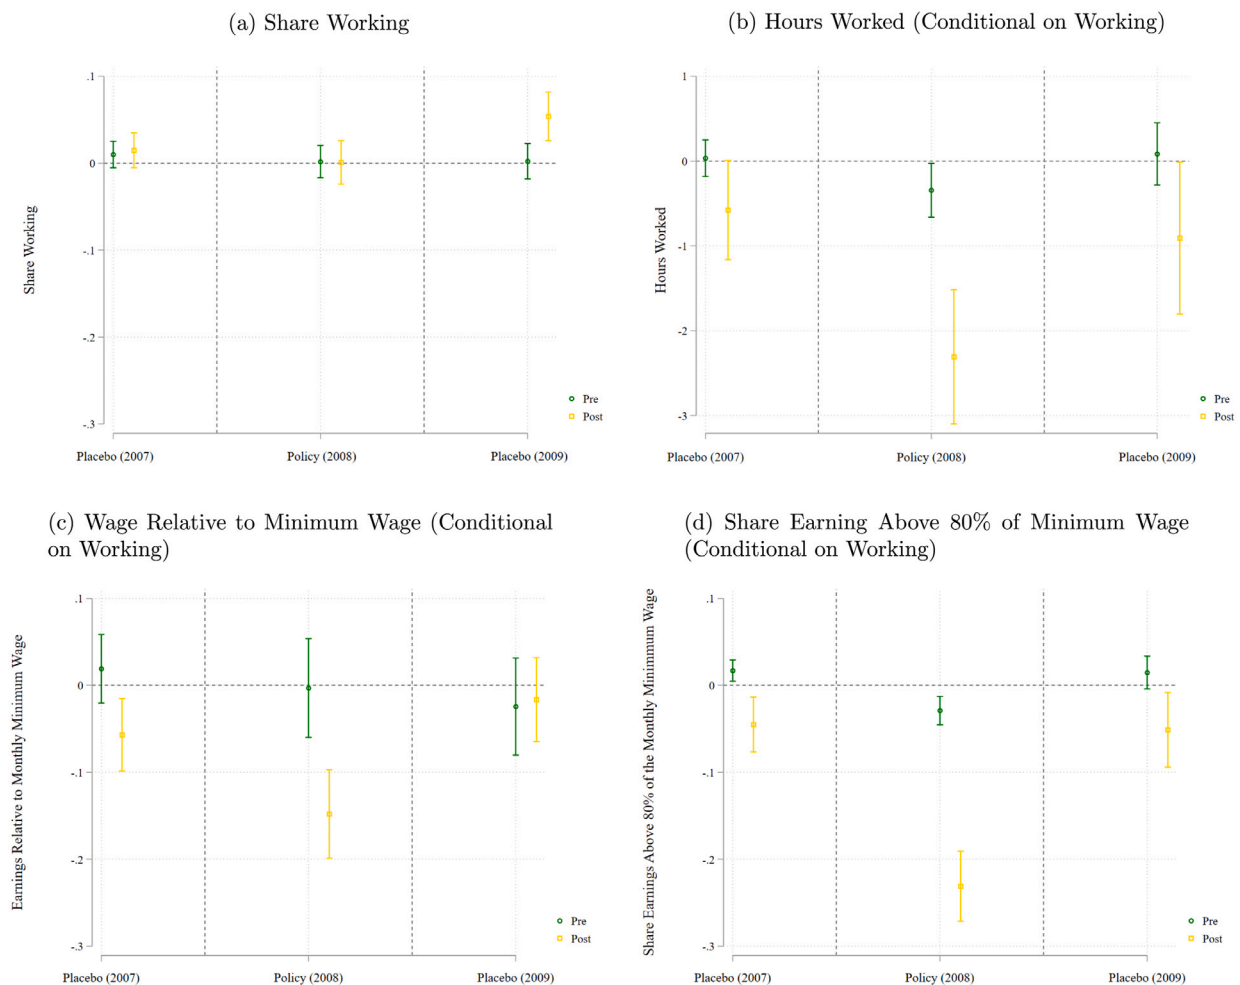 (a) Share Working
.1
0
-.1
-.2
-.3
Share Working
Pre
Post
Placebo (2007)
Policy (2008)
Placebo (2009)
(b) Hours Worked (Conditional on Working)
1
0
-1
-2
-3
Hours Worked
Pre
Post
Placebo (2007)
Policy (2008)
Placebo (2009)
(c) Wage Relative to Minimum Wage (Conditional
on Working)
.1
0
-.1
-.2
-.3
Earnings Relative to Monthly Minimum Wage
Pre
Post
Placebo (2007)
Policy (2008)
Placebo (2009)
(d) Share Earning Above 80% of Minimum Wage
(Conditional on Working)
.1
0
-.1
-.2
-.3
Share Earnings Above 80% of the Monthly Minimmum Wage
Pre
Post
Placebo (2007)
Policy (2008)
Placebo (2009)